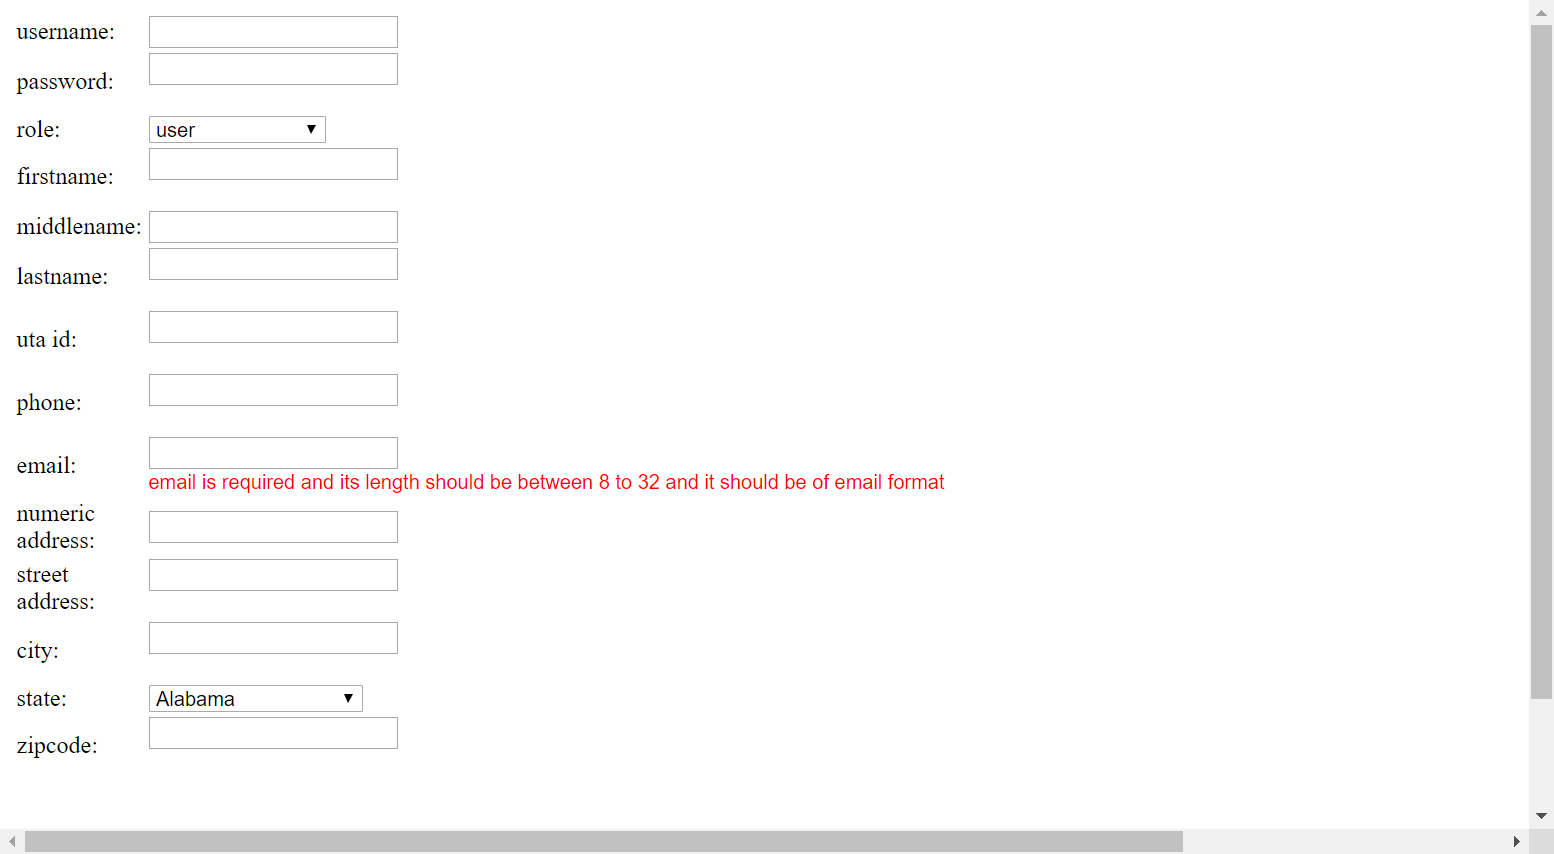 username:
password:
role: user
firstname:
middlename:
lastname:
uta id:
phone:
email:
email is required and its length should be between 8 to 32 and it should be of email format
numeric
address:
street
address:
city:
state: Alabama
zipcode: